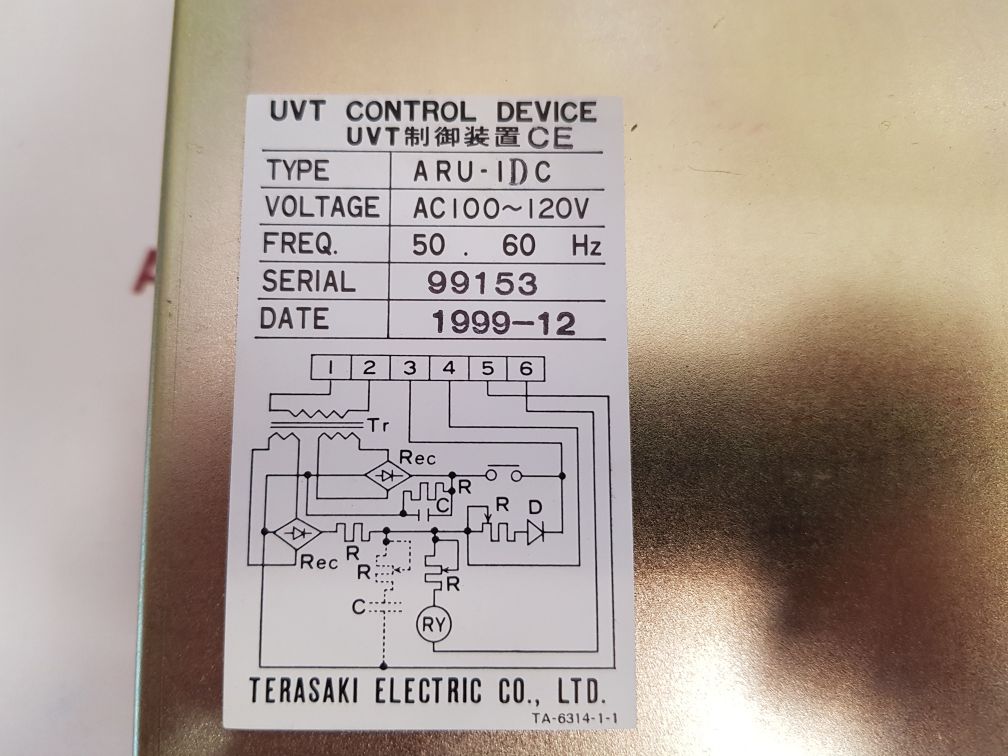 UVT CONTROL DEVICE
UVT制御装置CE
TYPE ARU-1DC
VOLTAGE AC100~120V
FREQ. 50 . 60 Hz
SERIAL 99153
DATE 1999-12
1 2 3 4 5 6
Tr
Rec
R
C
R D
R
Rec
R
R
C
RY
TERASAKI ELECTRIC CO., LTD.
TA-6314-1-1